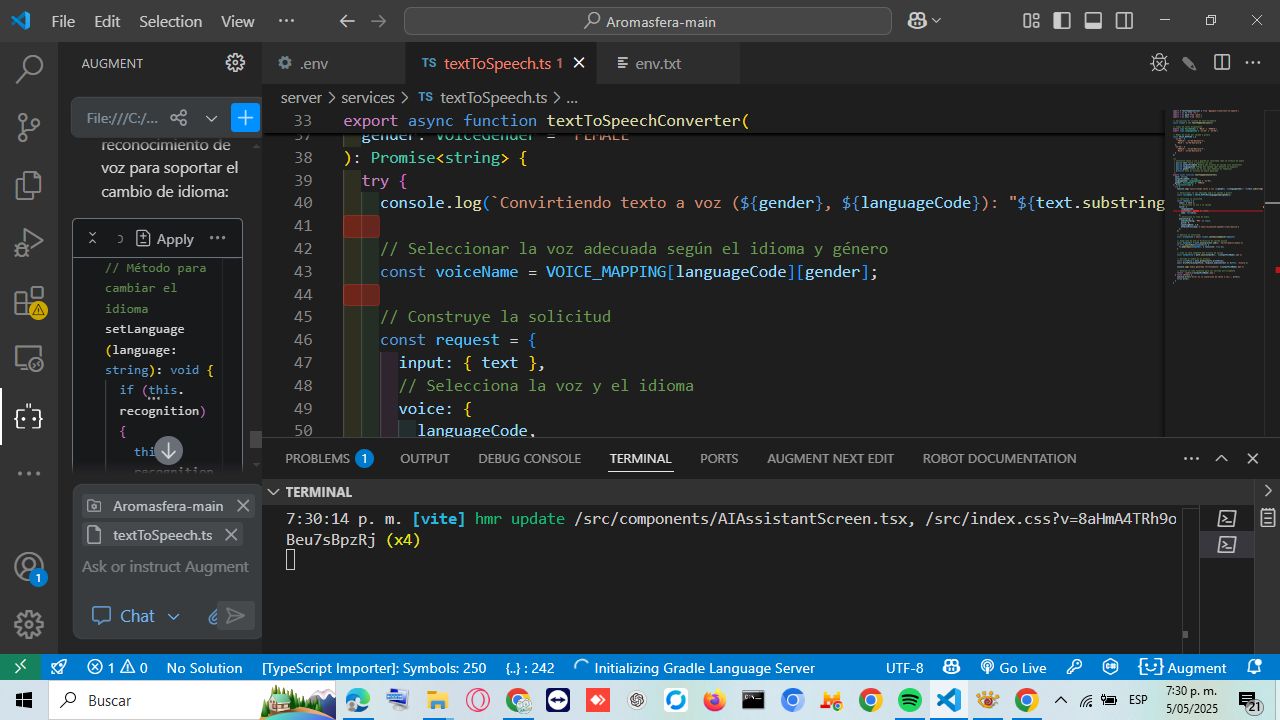 File Edit Selection View ··· Aromasfera-main
AUGMENT
.env
TS textToSpeech.ts 1
env.txt
File:///C:/...
server > services > TS textToSpeech.ts > ...
reconocimiento de
voz para soportar el
cambio de idioma:
Apply ···
// Método para
cambiar el
idioma
setLanguage
(language:
string): void {
if (this.
recognition)
{
recognition
33 export async function textToSpeechConverter(
37 gender: VoiceGender = "FEMALE"
38 ): Promise<string> {
39 try {
40 console.log(`Convirtiendo texto a voz (${gender}, ${languageCode}): "${text.substring
41
42 // Seleccionar la voz adecuada según el idioma y género
43 const voiceName = VOICE_MAPPING[languageCode][gender];
44
45 // Construye la solicitud
46 const request = {
47 input: { text },
48 // Selecciona la voz y el idioma
49 voice: {
50 languageCode,
Aromasfera-main
textToSpeech.ts
Ask or instruct Augment
Chat
PROBLEMS 1 OUTPUT DEBUG CONSOLE TERMINAL PORTS AUGMENT NEXT EDIT ROBOT DOCUMENTATION ···
TERMINAL
7:30:14 p. m. [vite] hmr update /src/components/AIAssistantScreen.tsx, /src/index.css?v=8aHmA4TRh9o
Beu7sBpzRj (x4)
1
1 0 No Solution [TypeScript Importer]: Symbols: 250 {..} : 242 Initializing Gradle Language Server UTF-8 Go Live Augment
Buscar
ESP
7:30 p. m.
5/05/2025
21